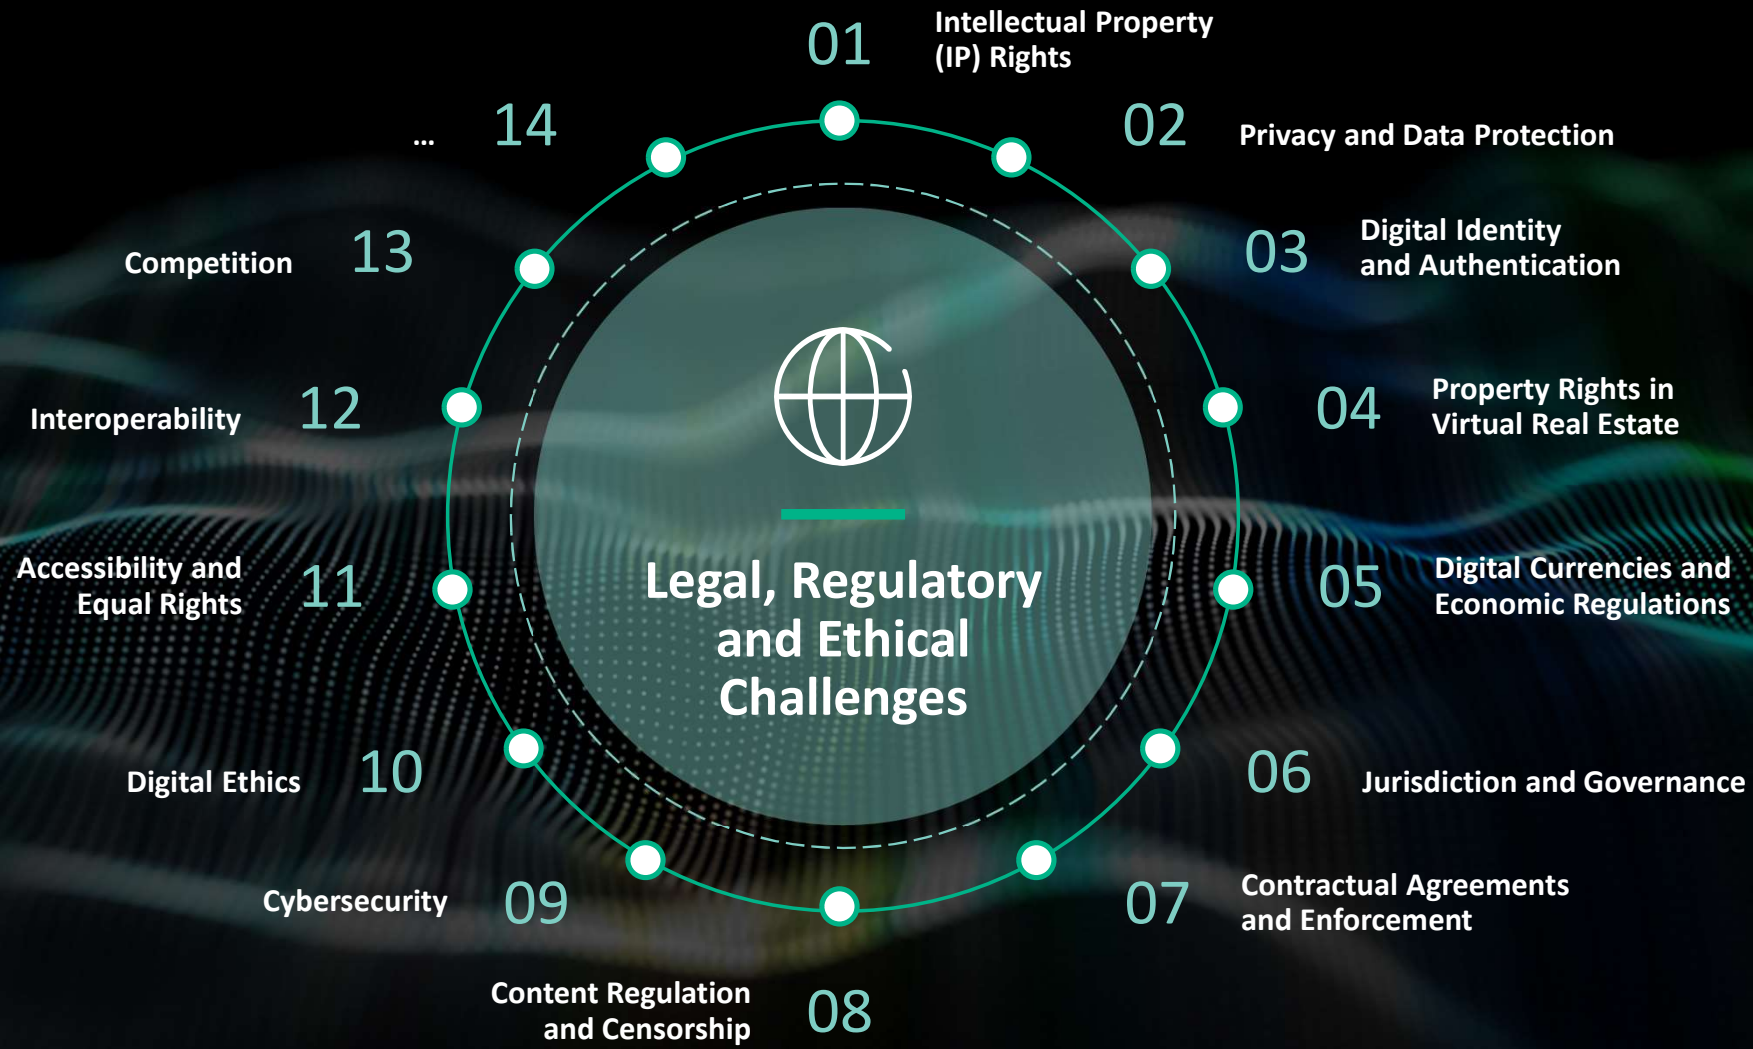 01
Intellectual Property
(IP) Rights
02
Privacy and Data Protection
03
Digital Identity
and Authentication
04
Property Rights in
Virtual Real Estate
05
Digital Currencies and
Economic Regulations
06
Jurisdiction and Governance
07
Contractual Agreements
and Enforcement
08
Content Regulation
and Censorship
09
Cybersecurity
10
Digital Ethics
11
Accessibility and
Equal Rights
12
Interoperability
13
Competition
14
...
Legal, Regulatory
and Ethical
Challenges